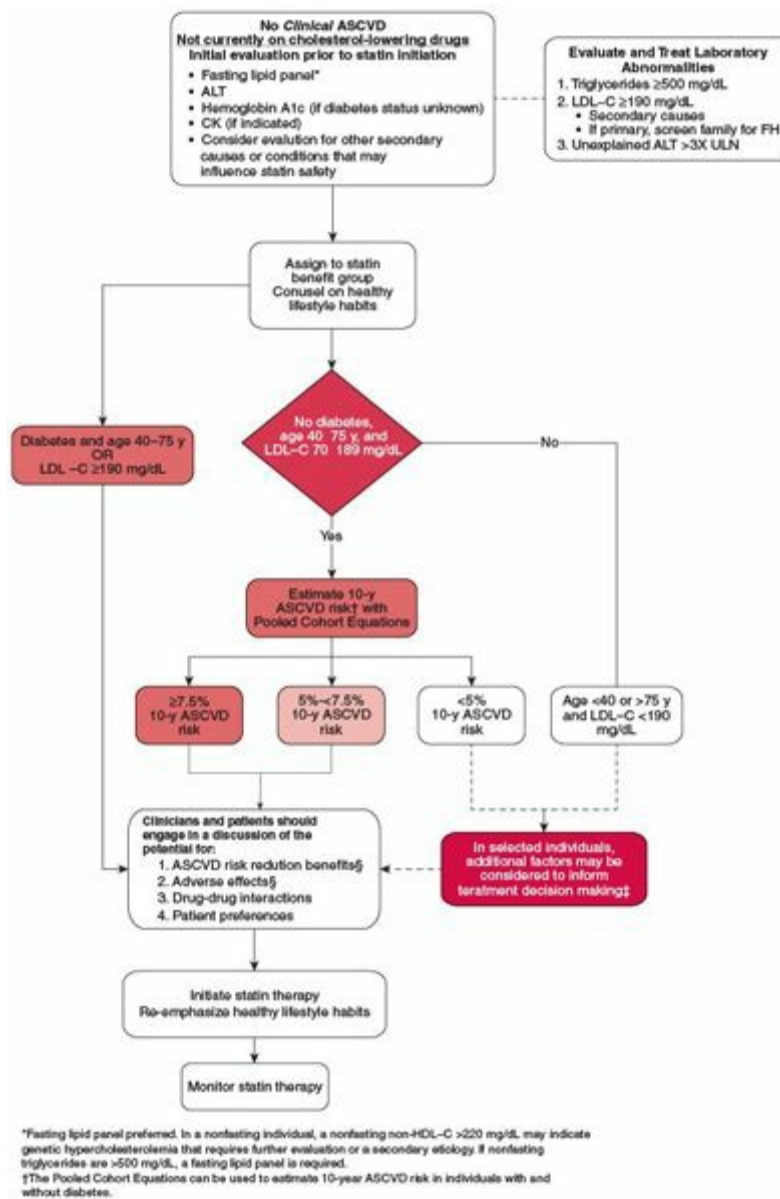 No Clinical ASCVD
Not currently on cholesterol-lowering drugs
Initial evaluation prior to statin initiation
• Fasting lipid panel*
• ALT
• Hemoglobin A1c (if diabetes status unknown)
• CK (if indicated)
• Consider evalution for other secondary
causes or conditions that may
influence statin safety
Evaluate and Treat Laboratory
Abnormalities
1. Triglycerides ≥500 mg/dL
2. LDL–C ≥190 mg/dL
• Secondary causes
• If primary, screen family for FH
3. Unexplained ALT >3X ULN
Assign to statin
benefit group
Conusel on healthy
lifestyle habits
Diabetes and age 40–75 y
OR
LDL –C ≥190 mg/dL
No diabetes,
age 40 75 y, and
LDL–C 70 189 mg/dL
No
Yes
Estimate 10-y
ASCVD risk† with
Pooled Cohort Equations
≥7.5%
10-y ASCVD
risk
5%–<7.5%
10-y ASCVD
risk
<5%
10-y ASCVD
risk
Age <40 or >75 y
and LDL–C <190
mg/dL
Clinicians and patients should
engage in a discussion of the
potential for:
1. ASCVD risk redution benefits§
2. Adverse effects§
3. Drug-drug interactions
4. Patient preferences
In selected individuals,
additional factors may be
considered to inform
teratment decision making‡
Initiate statin therapy
Re-emphasize healthy lifestyle habits
Monitor statin therapy
*Fasting lipid panel preferred. In a nonfasting individual, a nonfasting non-HDL–C >220 mg/dL may indicate
genetic hypercholesterolemia that requires further evaluation or a secondary etiology. If nonfasting
triglycerides are >500 mg/dL, a fasting lipid panel is required.
†The Pooled Cohort Equations can be used to estimate 10-year ASCVD risk in individuals with and
without diabetes.